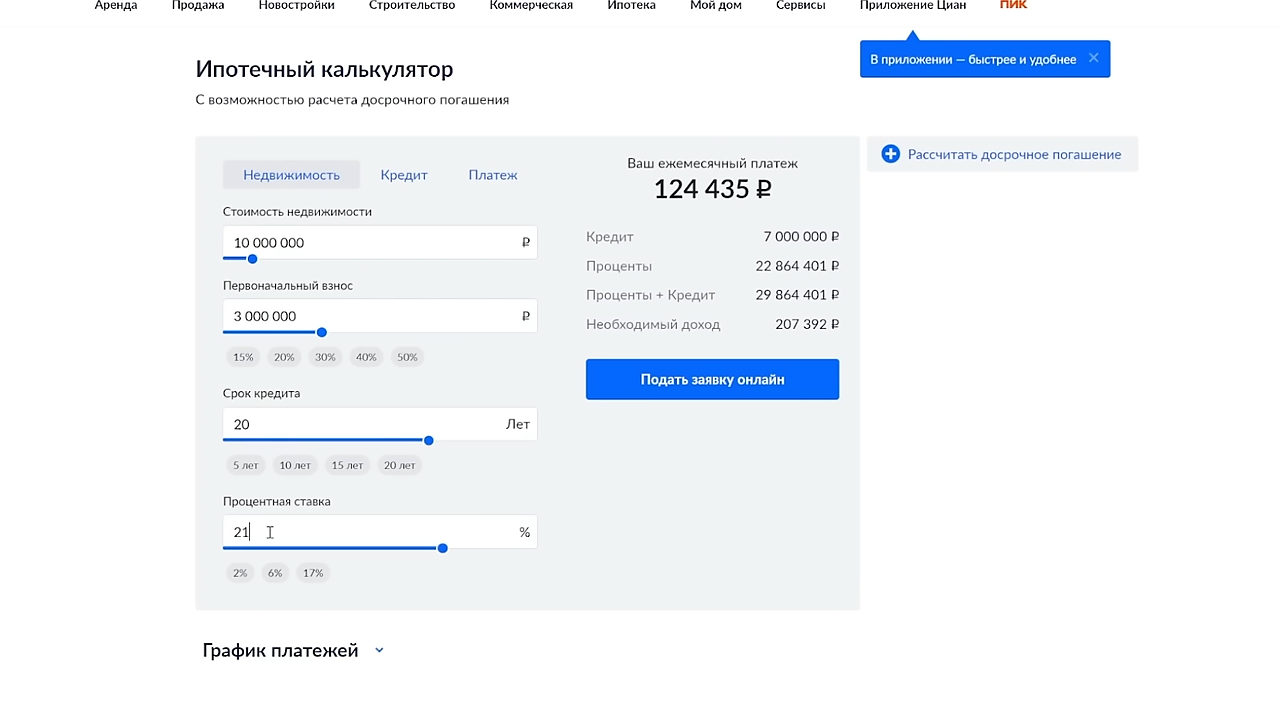 Аренда Продажа Новостройки Строительство Коммерческая Ипотека Мой дом Сервисы Приложение Циан ПИК
В приложении — быстрее и удобнее
Ипотечный калькулятор
С возможностью расчета досрочного погашения
Недвижимость Кредит Платеж
Стоимость недвижимости
10 000 000 ₽
Первоначальный взнос
3 000 000 ₽
15% 20% 30% 40% 50%
Срок кредита
20 Лет
5 лет 10 лет 15 лет 20 лет
Процентная ставка
21 %
2% 6% 17%
Ваш ежемесячный платеж
124 435 ₽
Кредит 7 000 000 ₽
Проценты 22 864 401 ₽
Проценты + Кредит 29 864 401 ₽
Необходимый доход 207 392 ₽
Подать заявку онлайн
Рассчитать досрочное погашение
График платежей